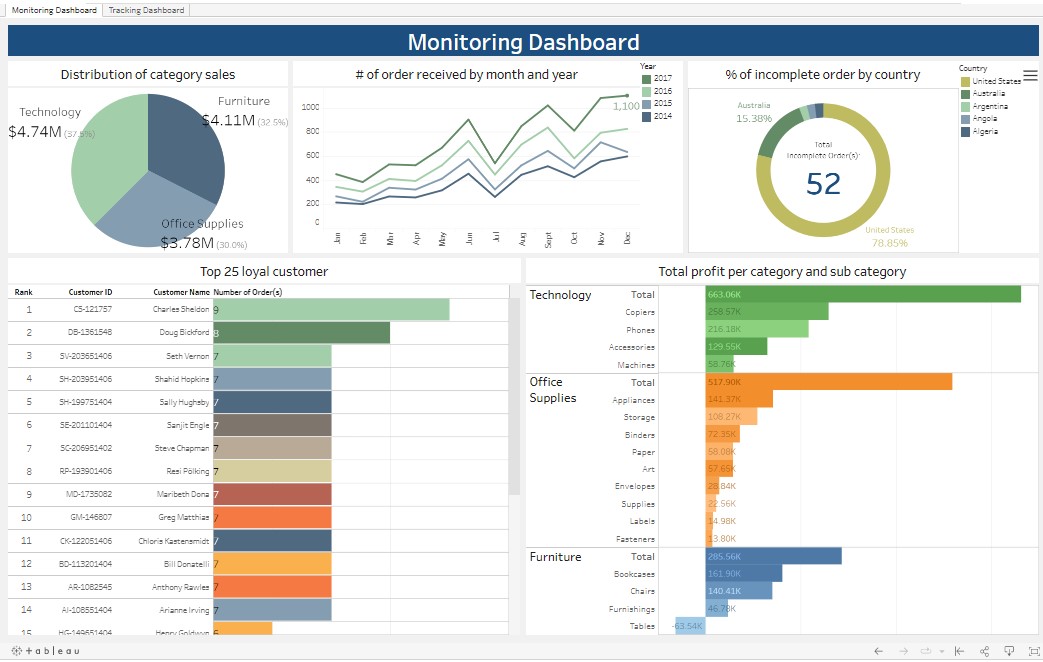 Monitoring Dashboard
Tracking Dashboard
Monitoring Dashboard
Distribution of category sales
Technology
$4.74M (37.5%)
Furniture
$4.11M (32.5%)
Office Supplies
$3.78M (30.0%)
# of order received by month and year
Year
2017
2016
2015
2014
1000
800
600
400
200
0
1,100
Jan
Feb
Mar
Apr
May
Jun
Jul
Aug
Sept
Oct
Nov
Dec
% of incomplete order by country
Country
United States
Australia
Argentina
Angola
Algeria
Australia
15.38%
Total
Incomplete Order(s):
52
United States
78.85%
Top 25 loyal customer
Rank Customer ID Customer Name Number of Order(s)
1 CS-121757 Charles Sheldon 9
2 DB-1361548 Doug Bickford 8
3 SV-203651406 Seth Vernon 7
4 SH-203951406 Shahid Hopkins 7
5 SH-199751404 Sally Hughsby 7
6 SE-201101404 Sanjit Engle 7
7 SC-206951402 Steve Chapman 7
8 RP-193901406 Resi Pölking 7
9 MD-1735082 Maribeth Dona 7
10 GM-146807 Greg Matthias 7
11 CK-122051406 Chloris Kastensmidt 7
12 BD-113201404 Bill Donatelli 7
13 AR-1082545 Anthony Rawles 7
14 AI-108551404 Arianne Irving 7
15 HG-149651404 Henry Goldwyn 6
Total profit per category and sub category
Technology Total 663.06K
Copiers 258.57K
Phones 216.18K
Accessories 129.55K
Machines 58.76K
Office Supplies Total 517.90K
Appliances 141.37K
Storage 108.27K
Binders 72.35K
Paper 58.08K
Art 57.65K
Envelopes 28.84K
Supplies 22.56K
Labels 14.98K
Fasteners 13.80K
Furniture Total 285.56K
Bookcases 161.90K
Chairs 140.41K
Furnishings 46.78K
Tables -63.54K
+ableau